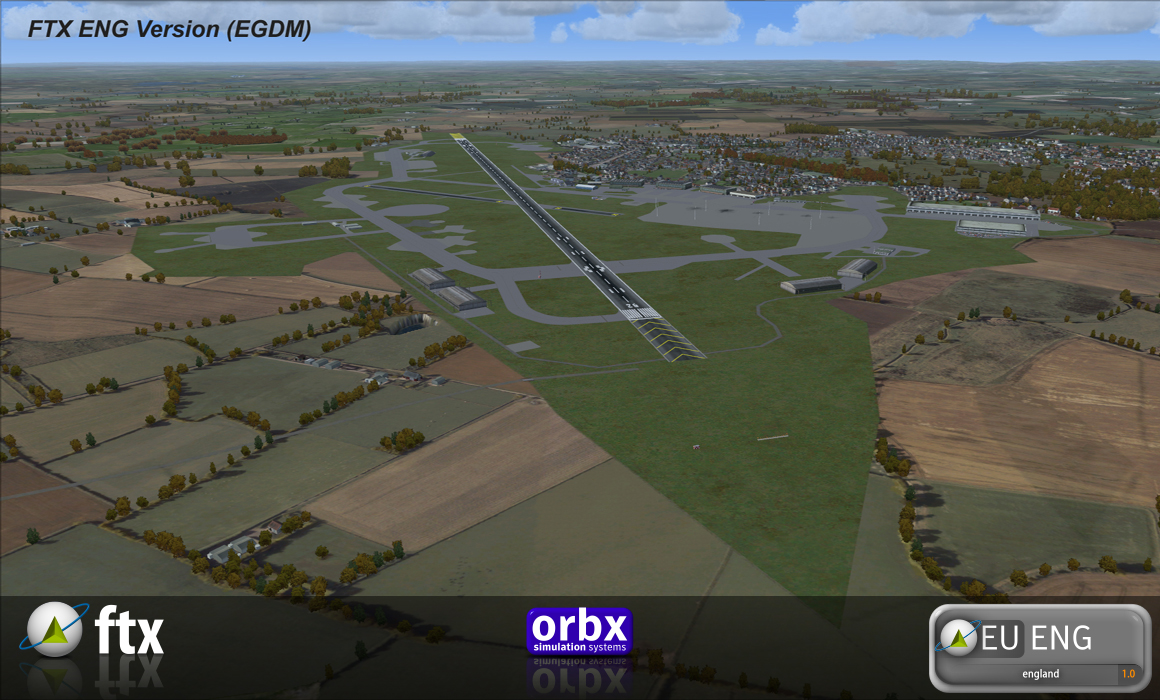 FTX ENG Version (EGDM)
ftx
orbx
simulation systems
EU ENG
england
1.0